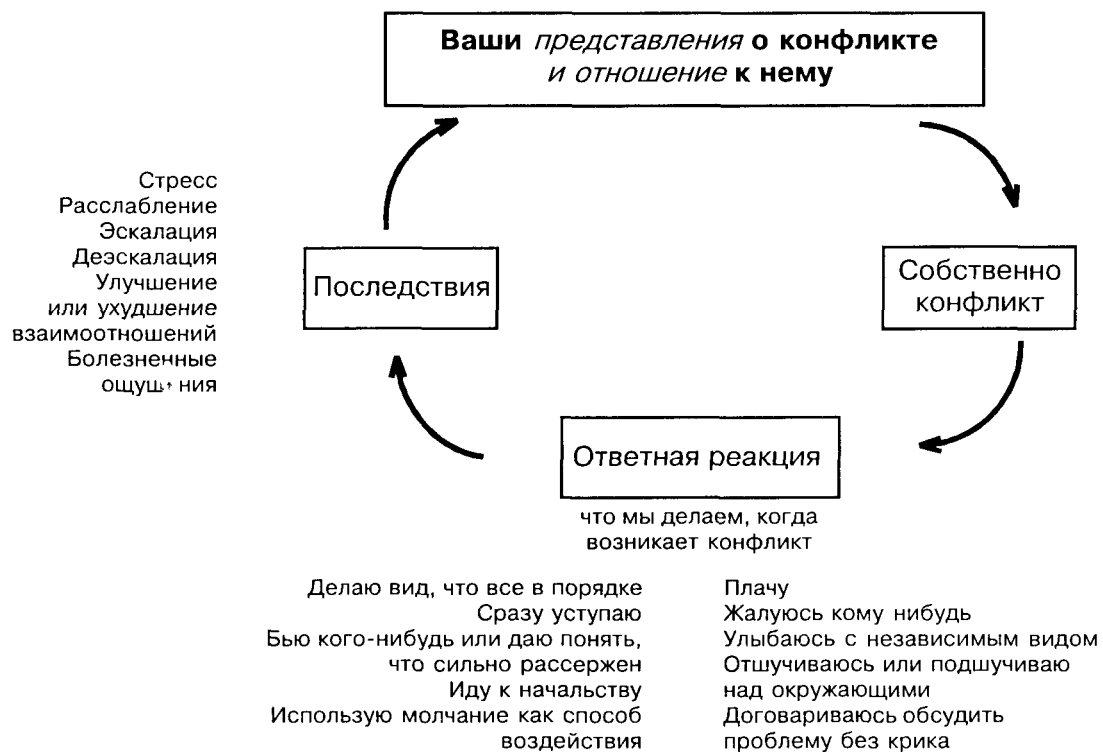 Ваши представления о конфликте
и отношение к нему
Стресс
Расслабление
Эскалация
Деэскалация
Улучшение
или ухудшение
взаимоотношений
Болезненные
Последствия
Собственно
конфликт
Ответная реакция
что мы делаем, когда
возникает конфликт
Делаю вид, что все в порядке
Сразу уступаю
Бью кого-нибудь или даю понять,
что сильно рассержен
Иду к начальству
Использую молчание как способ
воздействия
Плачу
Жалуюсь кому нибудь
Улыбаюсь с независимым видом
Отшучиваюсь или подшучиваю
над окружающими
Договариваюсь обсудить
проблему без крика